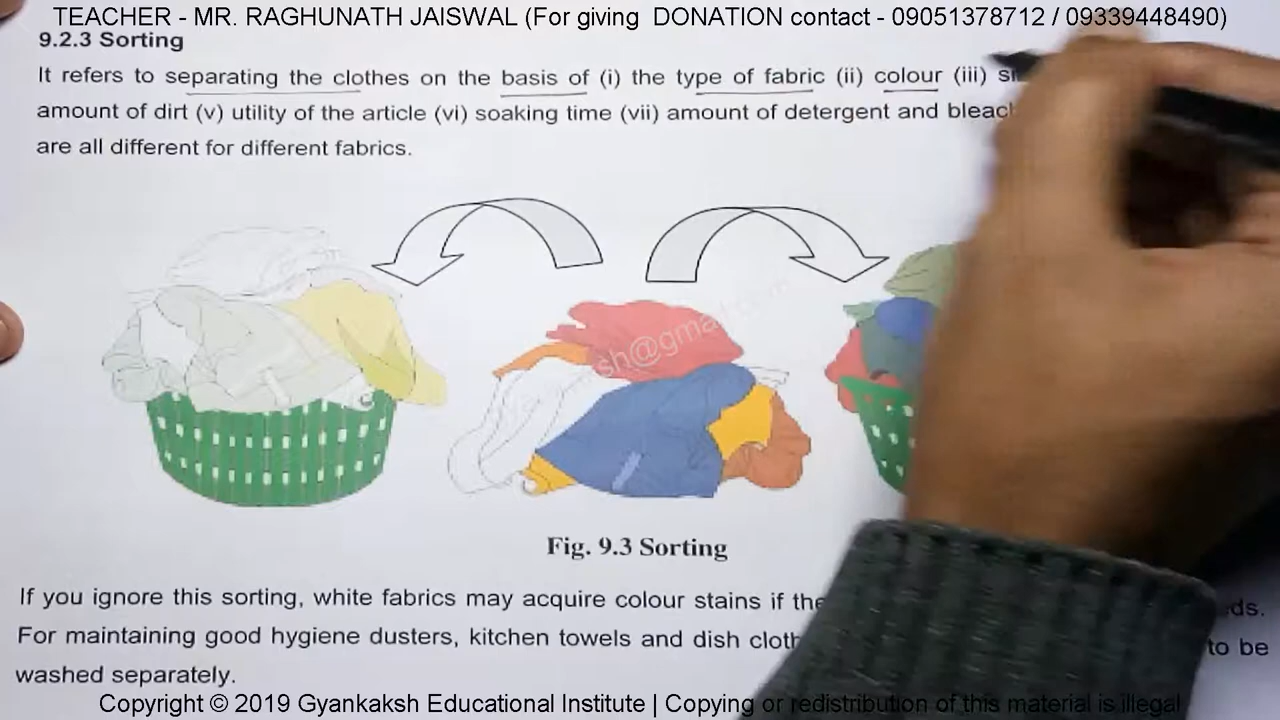 TEACHER - MR. RAGHUNATH JAISWAL (For giving DONATION contact - 09051378712 / 09339448490)
9.2.3 Sorting
It refers to separating the clothes on the basis of (i) the type of fabric (ii) colour (iii)
amount of dirt (v) utility of the article (vi) soaking time (vii) amount of detergent and
are all different for different fabrics.
Fig. 9.3 Sorting
If you ignore this sorting, white fabrics may acquire colour stains if
For maintaining good hygiene dusters, kitchen towels and dish to be
washed separately.
Copyright © 2019 Gyankaksh Educational Institute | Copying or redistribution of this material is illegal